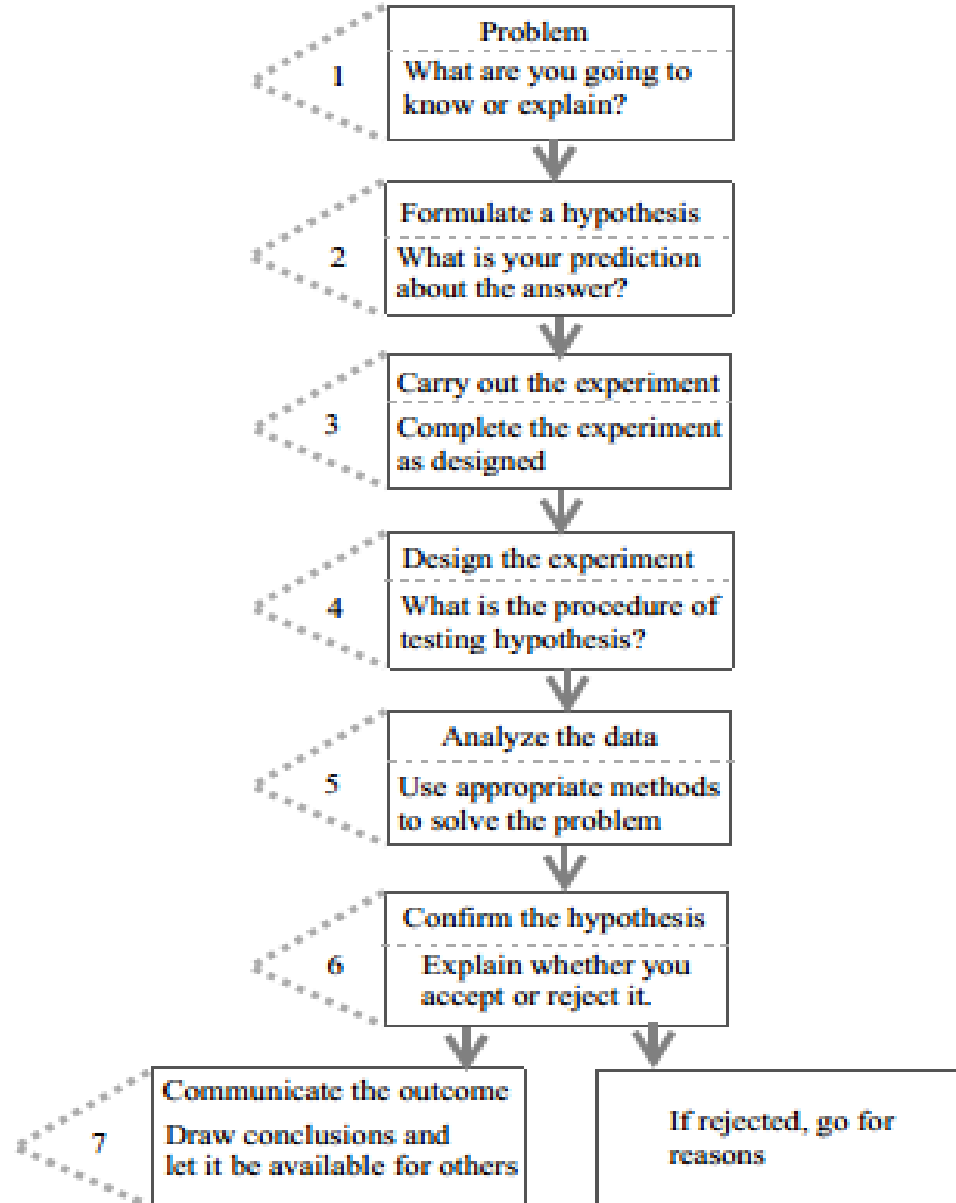 Problem
1
What are you going to
know or explain?
Formulate a hypothesis
2
What is your prediction
about the answer?
Carry out the experiment
3
Complete the experiment
as designed
Design the experiment
4
What is the procedure of
testing hypothesis?
Analyze the data
5
Use appropriate methods
to solve the problem
Confirm the hypothesis
6
Explain whether you
accept or reject it.
Communicate the outcome
7
Draw conclusions and
let it be available for others
If rejected, go for
reasons